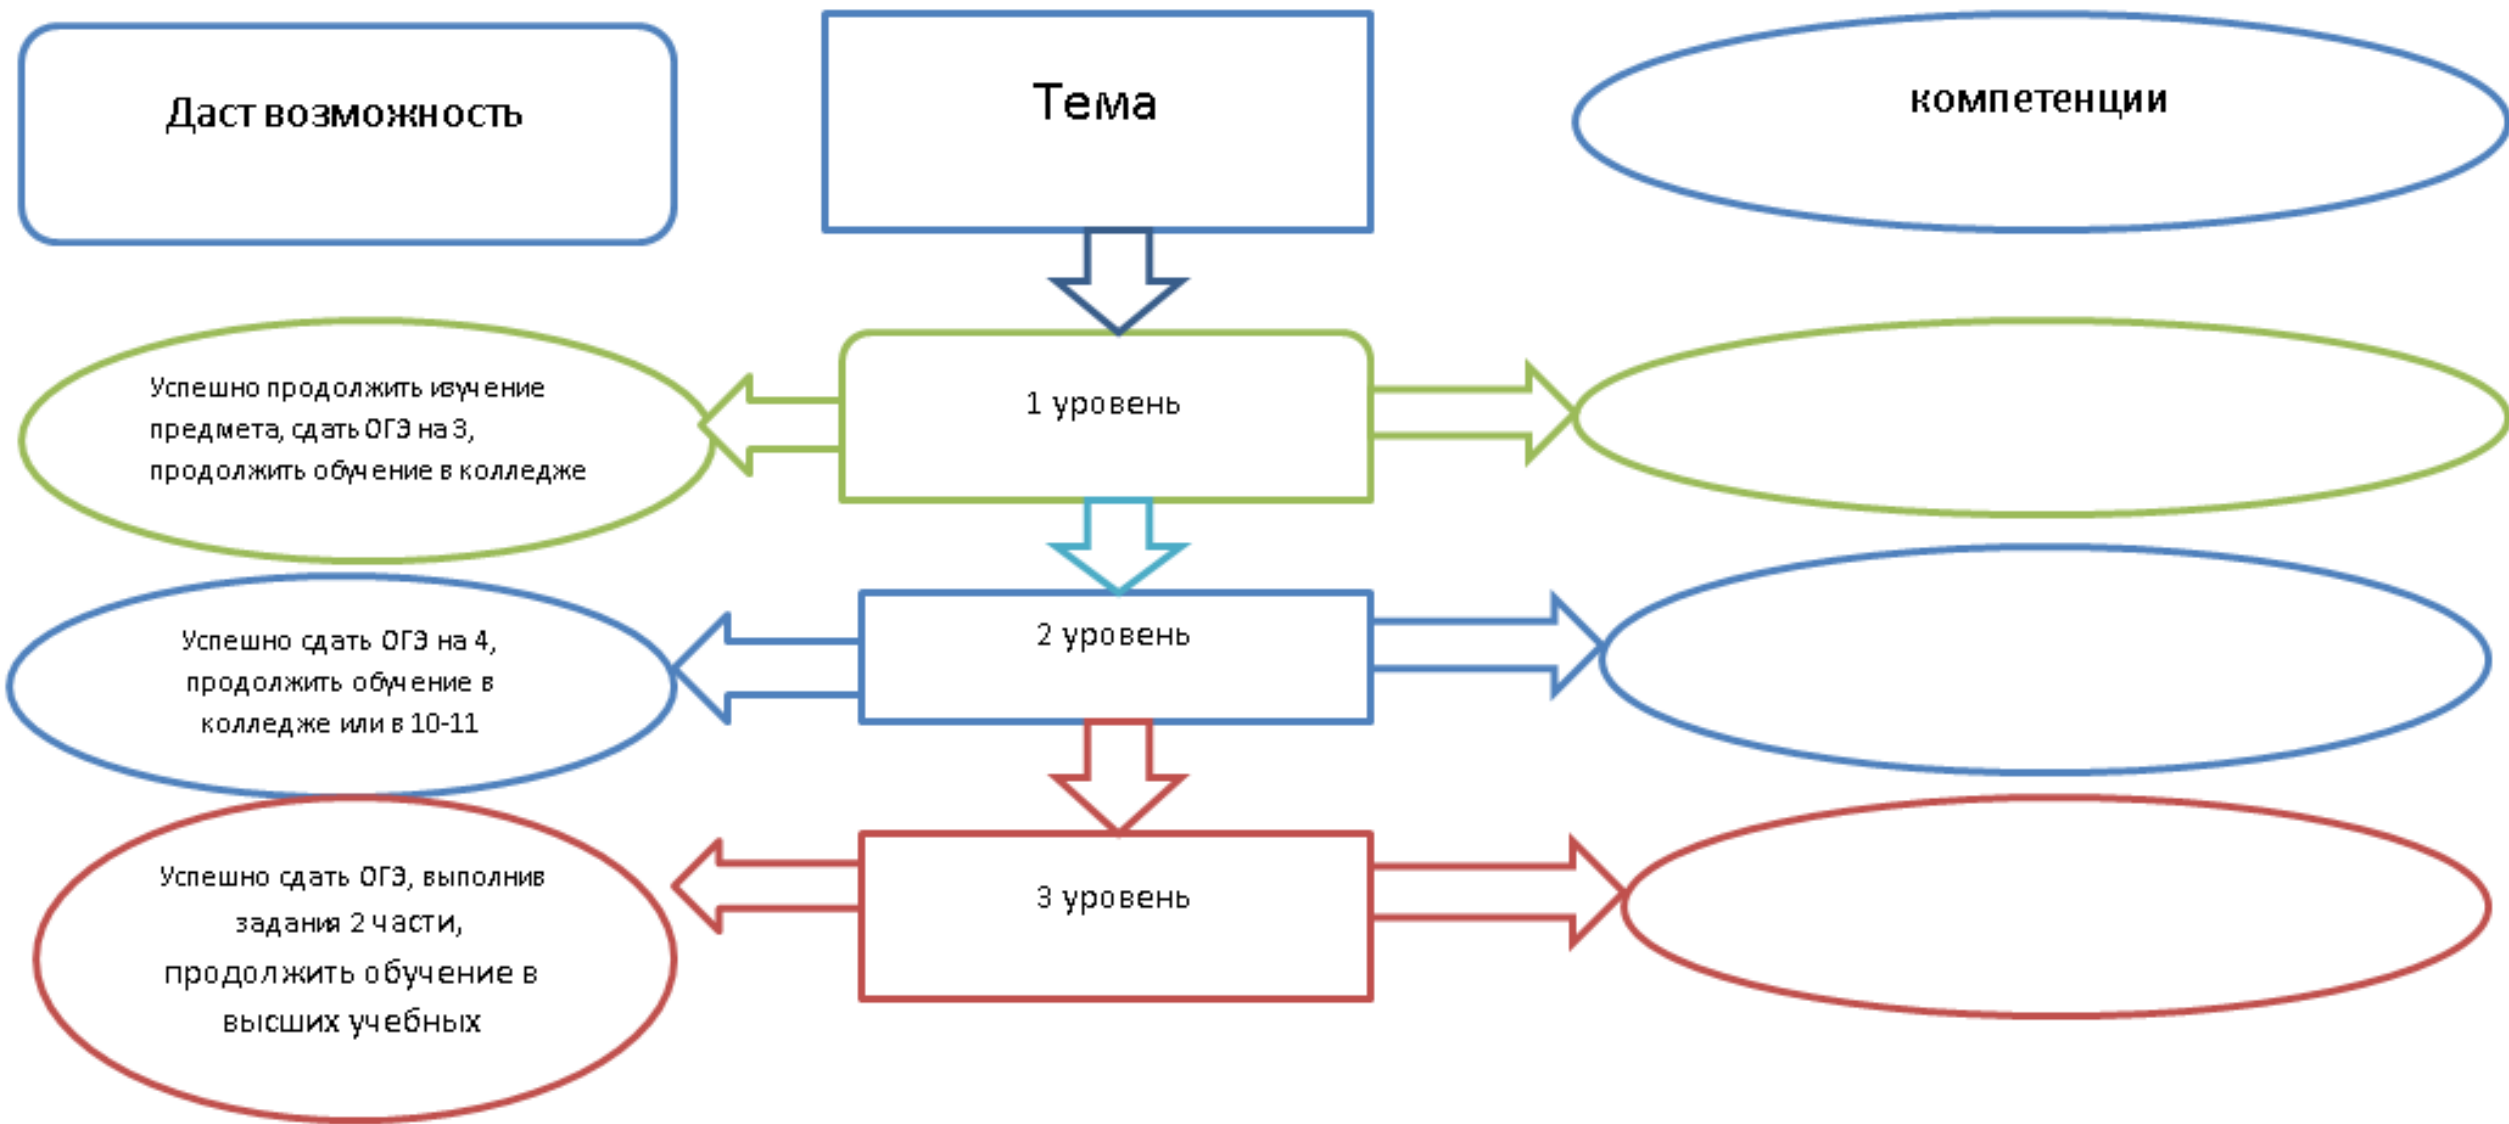 Даст возможность
Тема
компетенции
Успешно продолжить изучение
предмета, сдать ОГЭ на 3,
продолжить обучение в колледже
1 уровень
Успешно сдать ОГЭ на 4,
продолжить обучение в
колледже или в 10-11
2 уровень
Успешно сдать ОГЭ, выполнив
задания 2 части,
продолжить обучение в
высших учебных
3 уровень